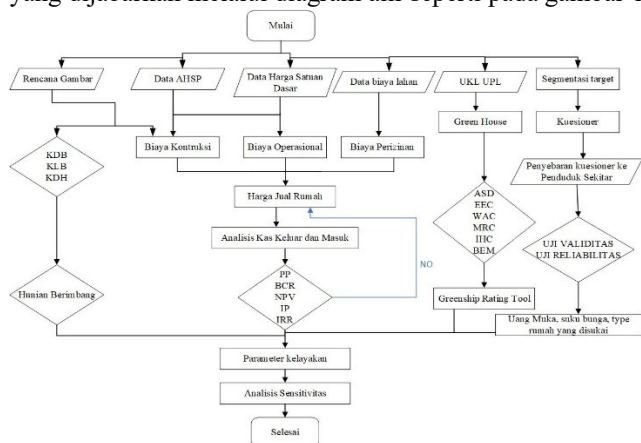 yang dijabarkan melalui diagram alir seperti pada gambar
Mulai
Rencana Gambar
Data AHSP
Data Harga Satuan
Dasar
Data biaya lahan
UKL UPL
Segmentasi target
KDB
KLB
KDH
Biaya Kontruksi
Biaya Operasional
Biaya Perizinan
Green House
Kuesioner
Harga Jual Rumah
Penyebaran kuesioner ke
Penduduk Sekitar
ASD
EEC
WAC
MRC
IHC
BEM
Analisis Kas Keluar dan Masuk
NO
UJI VALIDITAS
UJI RELIABILITAS
PP
BCR
NPV
IP
IRR
Hunian Berimbang
Greenship Rating Tool
Uang Muka, suku bunga, type
rumah yang disukai
Parameter kelayakan
Analisis Sensitivitas
Selesai